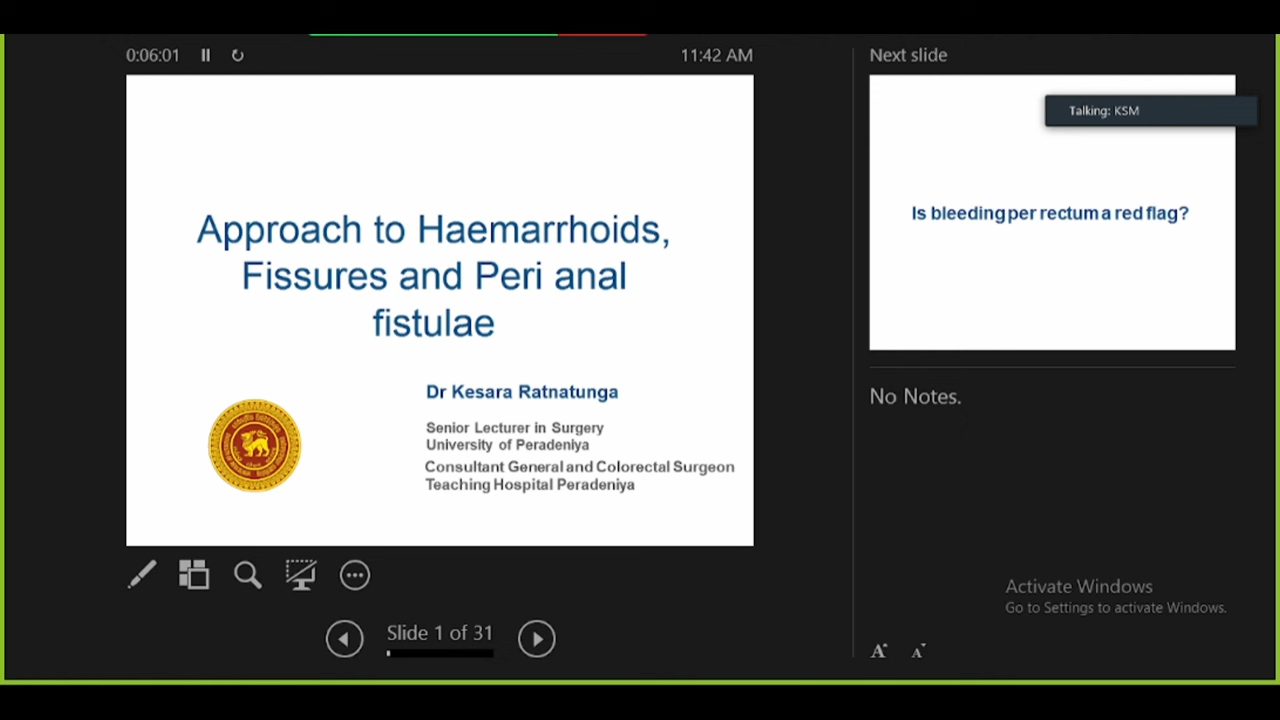 0:06:01
11:42 AM
Next slide
Talking: KSM
Approach to Haemarrhoids,
Fissures and Peri anal
fistulae
Is bleeding per rectum a red flag?
Dr Kesara Ratnatunga
Senior Lecturer in Surgery
University of Peradeniya
Consultant General and Colorectal Surgeon
Teaching Hospital Peradeniya
No Notes.
Slide 1 of 31
Activate Windows
Go to Settings to activate Windows.
A A